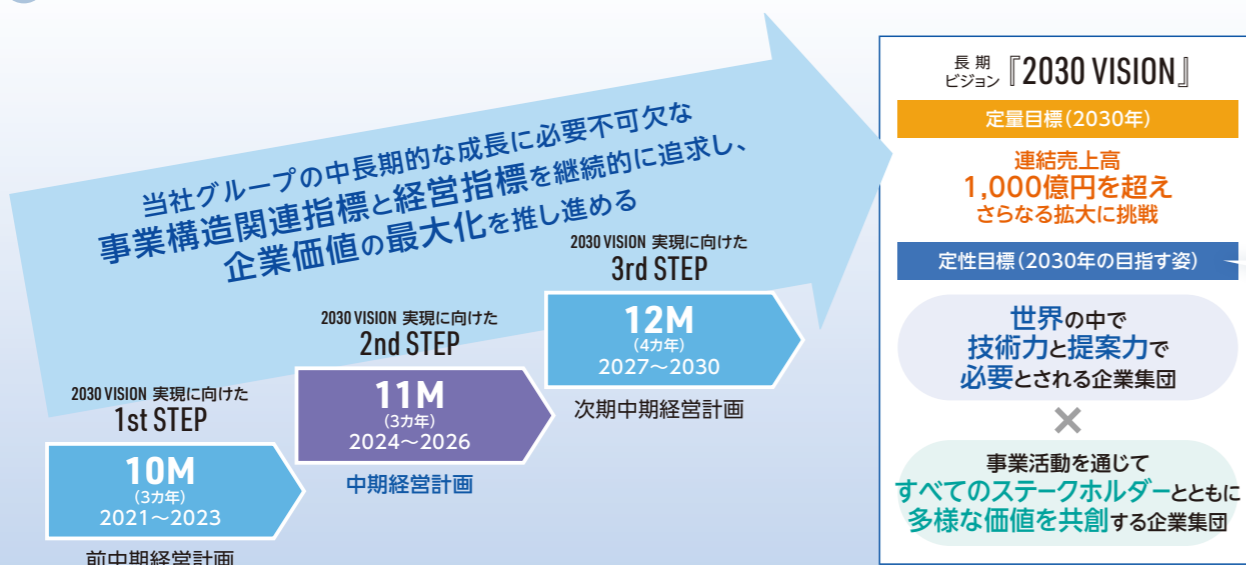 当社グループの中長期的な成長に必要不可欠な
事業構造関連指標と経営指標を継続的に追求し、
企業価値の最大化を推し進める
2030 VISION 実現に向けた
1st STEP
10M
(3カ年)
2021～2023
前中期経営計画
2030 VISION 実現に向けた
2nd STEP
11M
(3カ年)
2024～2026
中期経営計画
2030 VISION 実現に向けた
3rd STEP
12M
(4カ年)
2027～2030
次期中期経営計画
長期
ビジョン『2030 VISION』
定量目標(2030年)
連結売上高
1,000億円を超え
さらなる拡大に挑戦
定性目標(2030年の目指す姿)
世界の中で
技術力と提案力で
必要とされる企業集団
×
事業活動を通じて
すべてのステークホルダーとともに
多様な価値を共創する企業集団